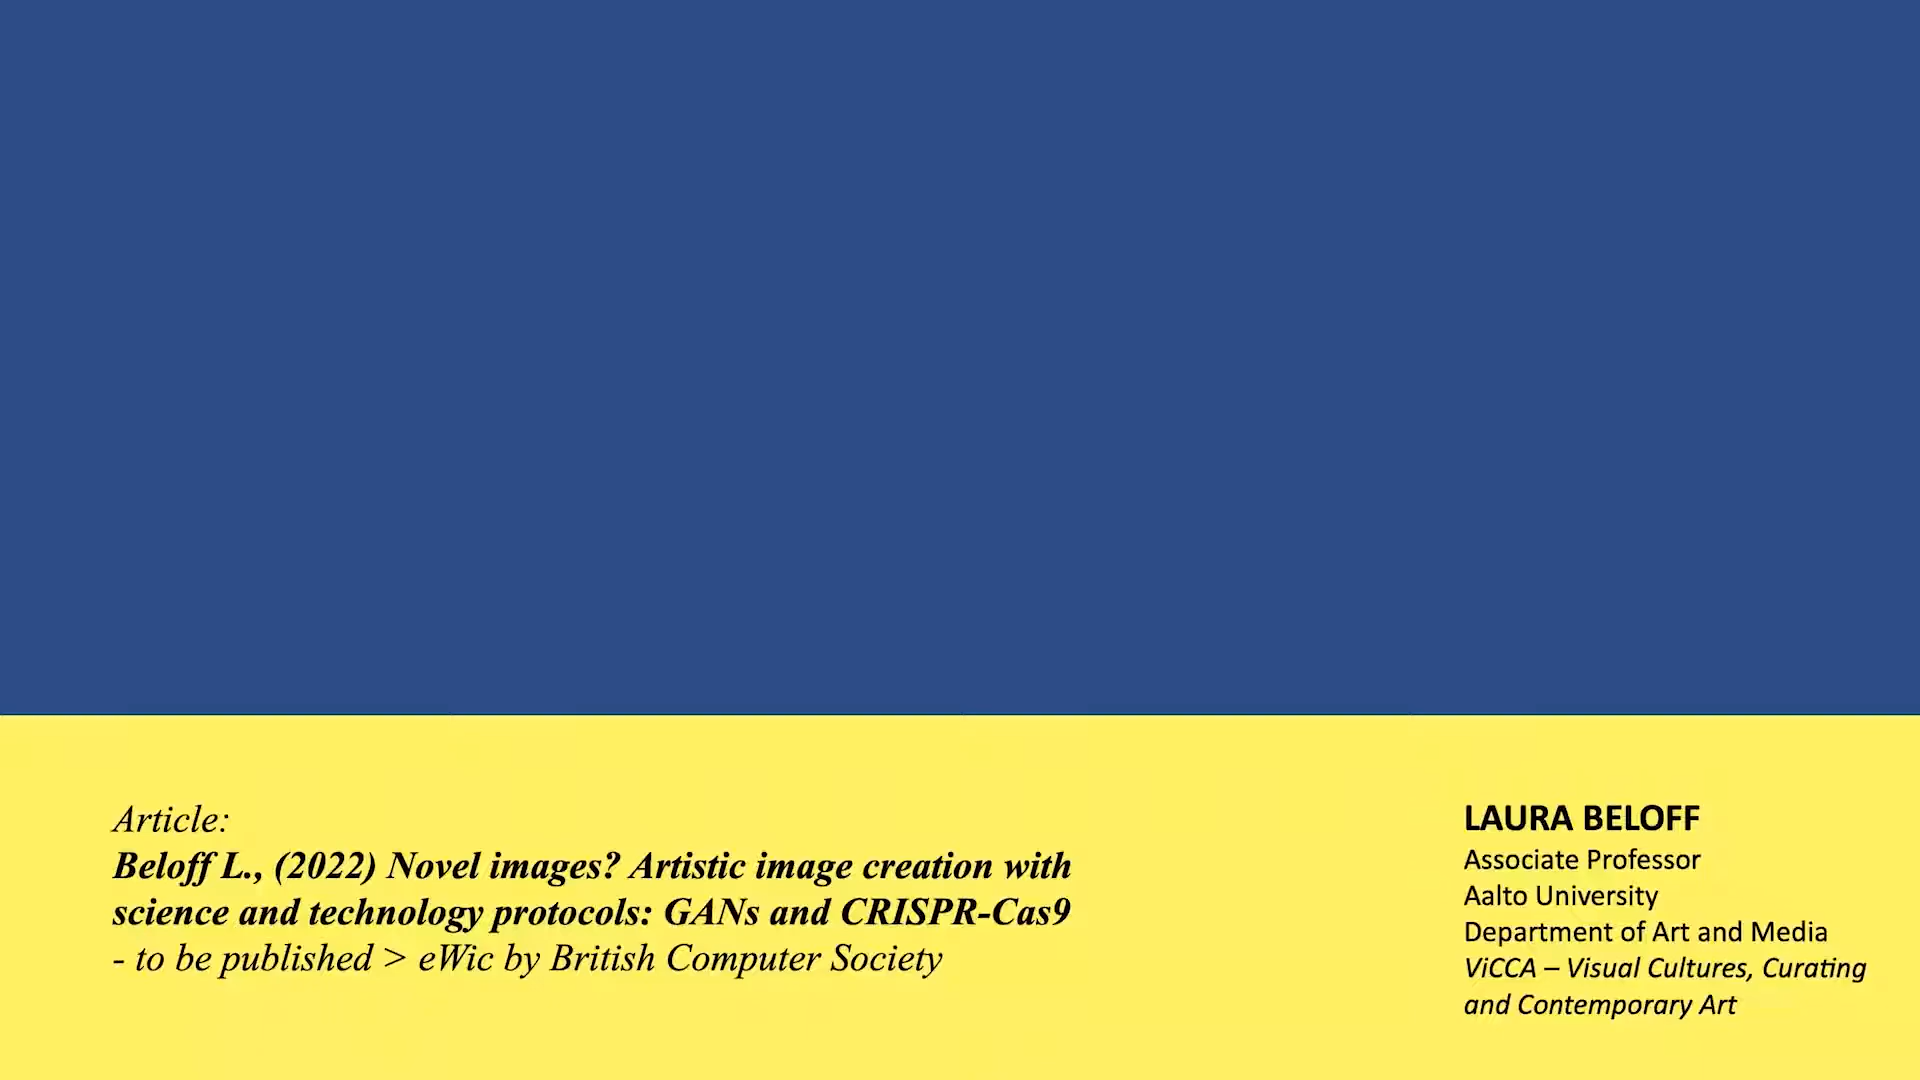 Article:
Beloff L., (2022) Novel images? Artistic image creation with
science and technology protocols: GANs and CRISPR-Cas9
- to be published > eWic by British Computer Society
LAURA BELOFF
Associate Professor
Aalto University
Department of Art and Media
ViCCA – Visual Cultures, Curating
and Contemporary Art